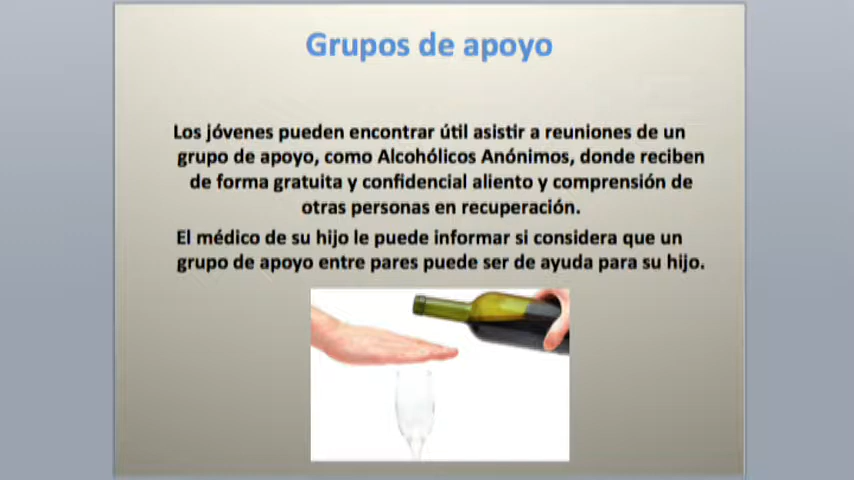 Grupos de apoyo
Los jóvenes pueden encontrar útil asistir a reuniones de un
grupo de apoyo, como Alcohólicos Anónimos, donde reciben
de forma gratuita y confidencial aliento y comprensión de
otras personas en recuperación.
El médico de su hijo le puede informar si considera que un
grupo de apoyo entre pares puede ser de ayuda para su hijo.